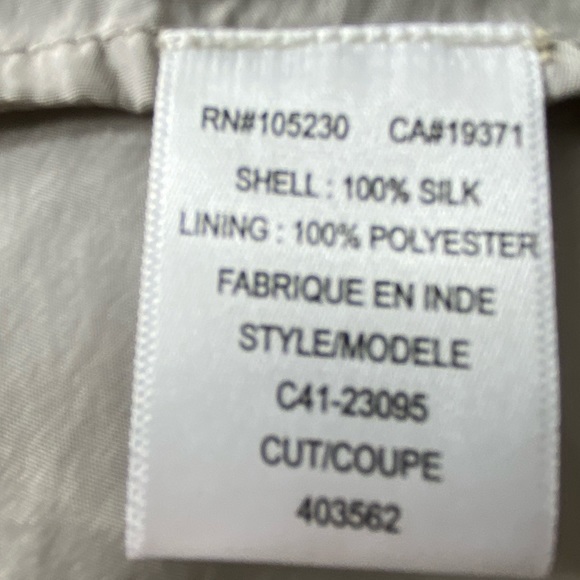 RN#105230 CA#19371
SHELL : 100% SILK
LINING : 100% POLYESTER
FABRIQUE EN INDE
STYLE/MODELE
C41-23095
CUT/COUPE
403562